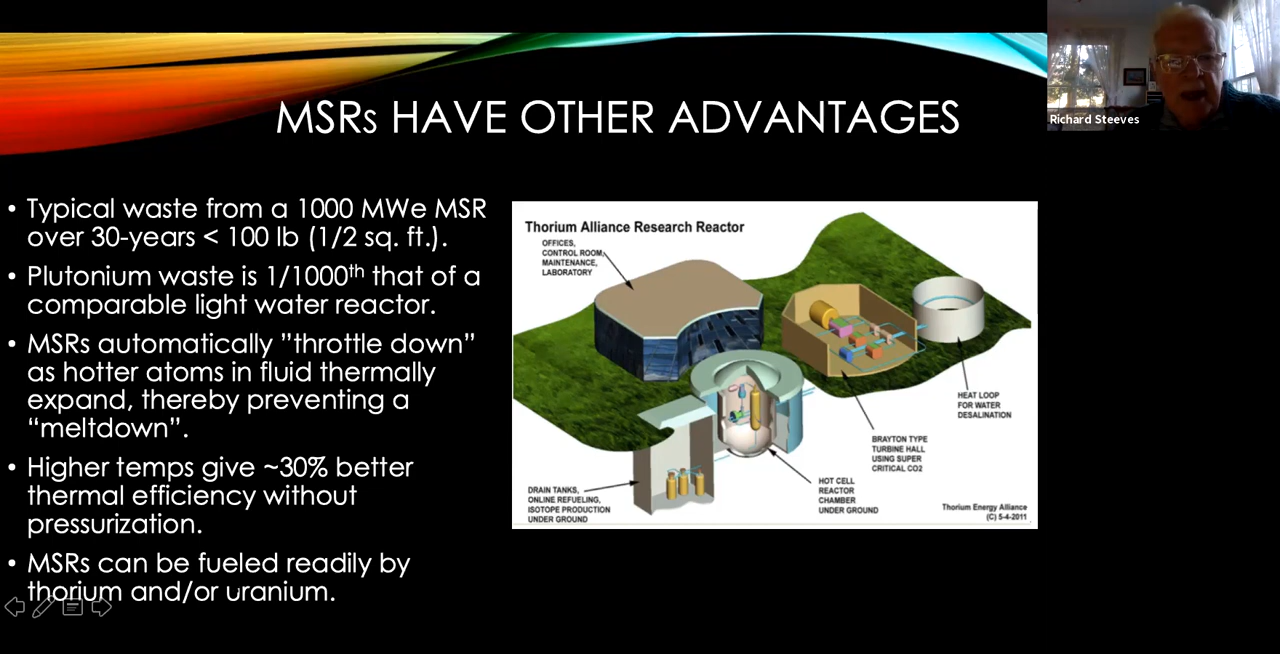 MSRs HAVE OTHER ADVANTAGES
Richard Steeves
• Typical waste from a 1000 MWe MSR
over 30-years < 100 lb (1/2 sq. ft.).
• Plutonium waste is 1/1000th that of a
comparable light water reactor.
• MSRs automatically ”throttle down”
as hotter atoms in fluid thermally
expand, thereby preventing a
“meltdown”.
• Higher temps give ~30% better
thermal efficiency without
pressurization.
• MSRs can be fueled readily by
thorium and/or uranium.
Thorium Alliance Research Reactor
OFFICES,
CONTROL ROOM,
MAINTENANCE,
LABORATORY
HEAT LOOP
FOR WATER
DESALINATION
BRAYTON TYPE
TURBINE HALL
USING SUPER
CRITICAL CO2
HOT CELL
REACTOR
CHAMBER
UNDER GROUND
DRAIN TANKS,
ONLINE REFUELING,
ISOTOPE PRODUCTION
UNDER GROUND
Thorium Energy Alliance
(C) 5-4-2011